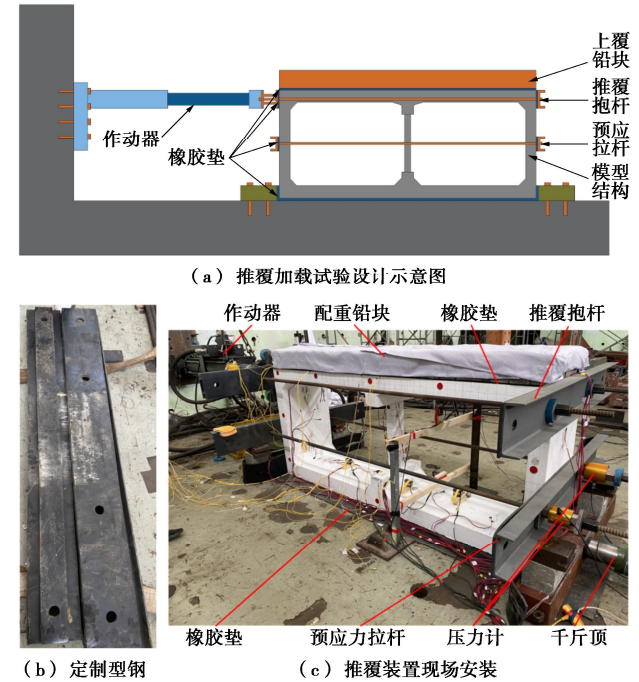 上覆
铅块
推覆
抱杆
预应
拉杆
模型
结构
作动器
橡胶垫
（a）推覆加载试验设计示意图
作动器 配重铅块 橡胶垫 推覆抱杆
橡胶垫 预应力拉杆 压力计 千斤顶
（b）定制型钢 （c）推覆装置现场安装